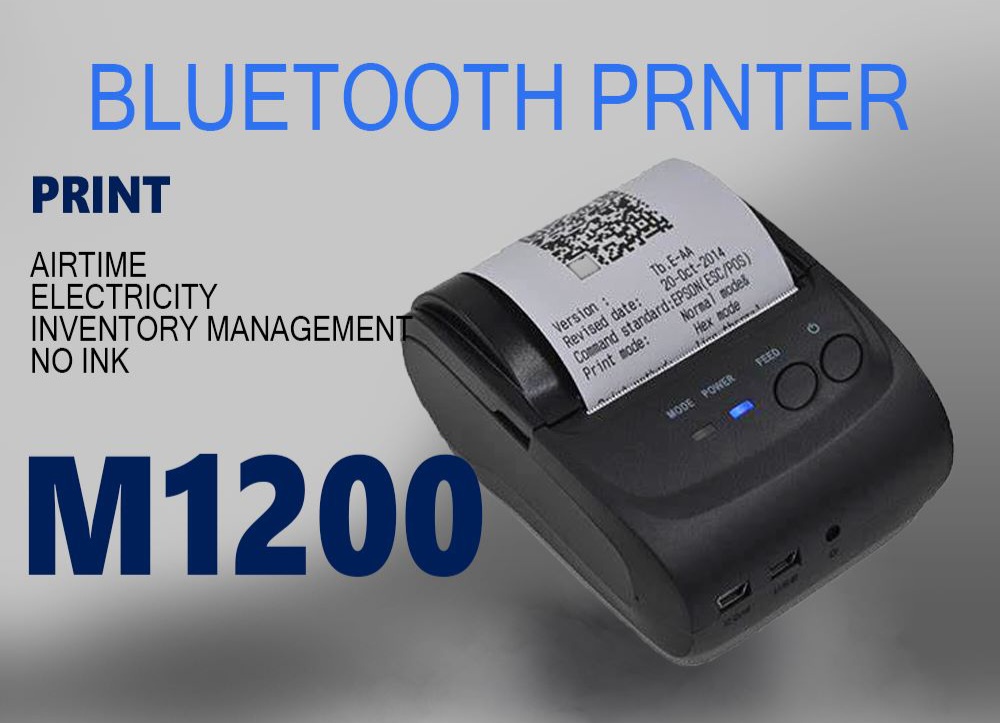 BLUETOOTH PRNTER
PRINT
AIRTIME
ELECTRICITY
INVENTORY MANAGEMENT
NO INK
M1200
Tb.E-AA
Version :
20-Oct-2014
Revised date:
Command standard:EPSON(ESC/POS)
Print mode:
Normal mode&
Hex mode
MODE POWER FEED